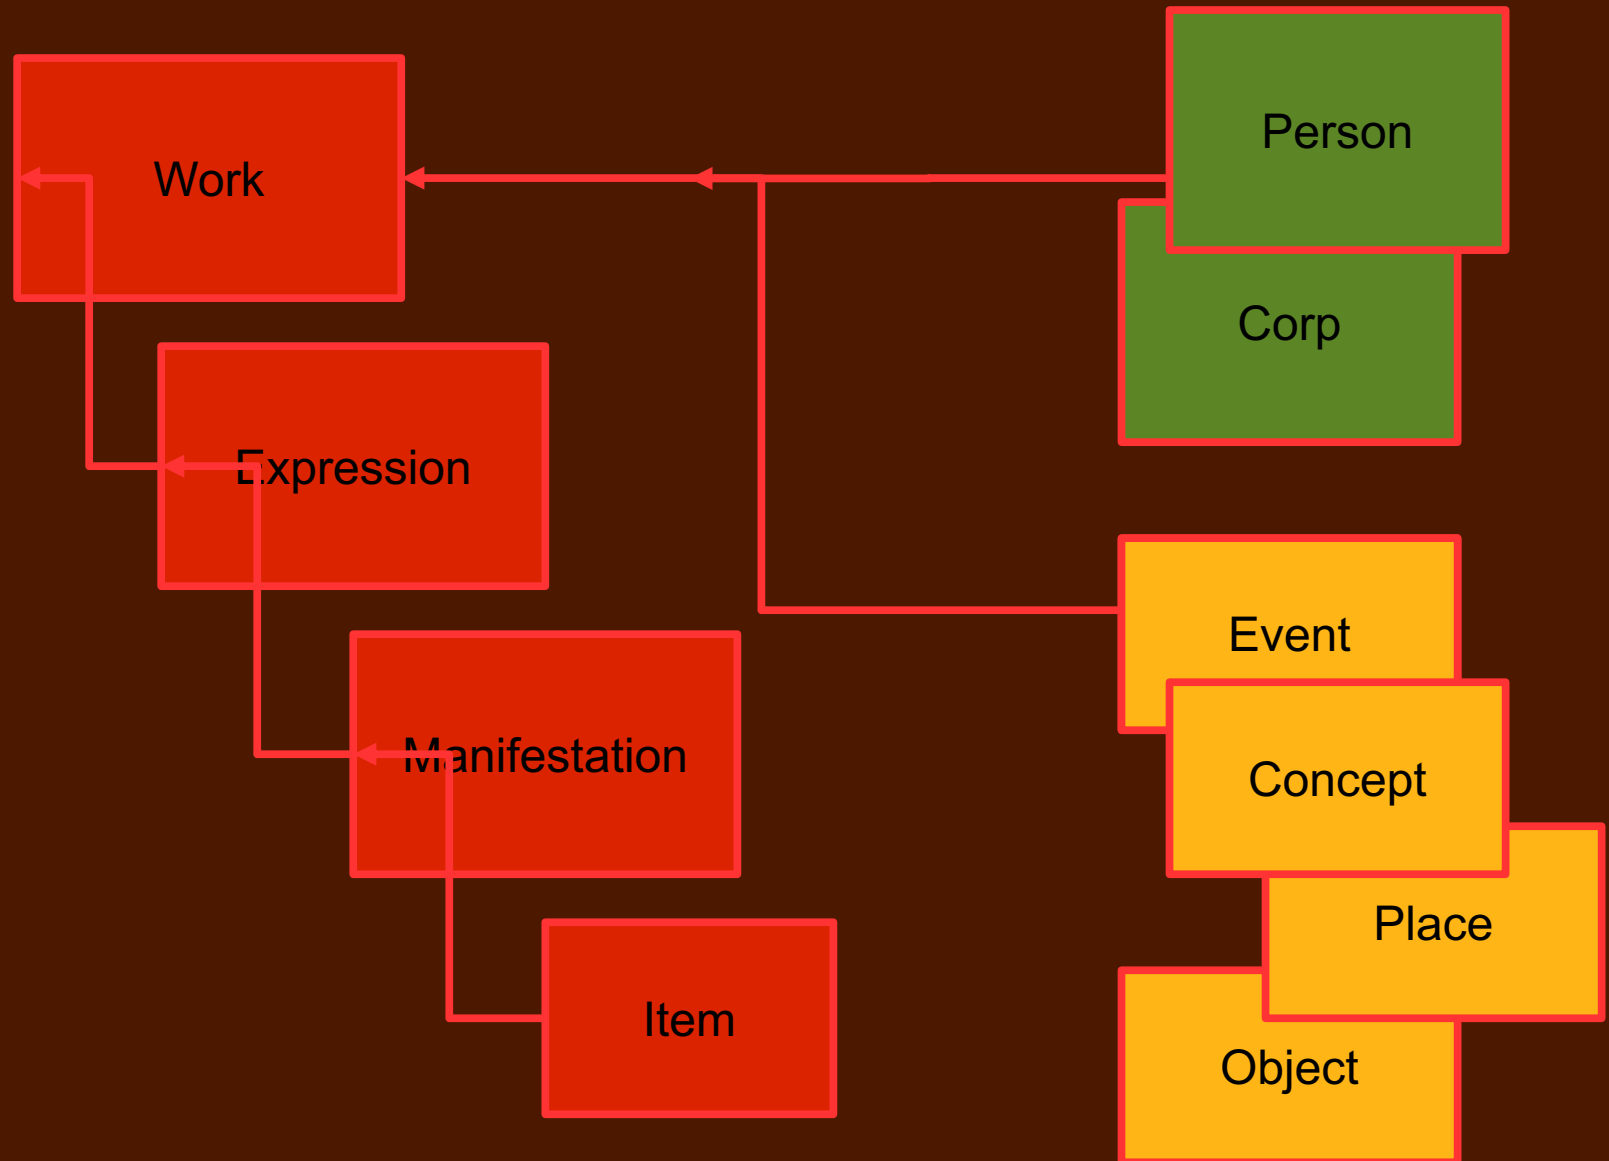 Work
Expression
Manifestation
Item
Person
Corp
Event
Concept
Place
Object